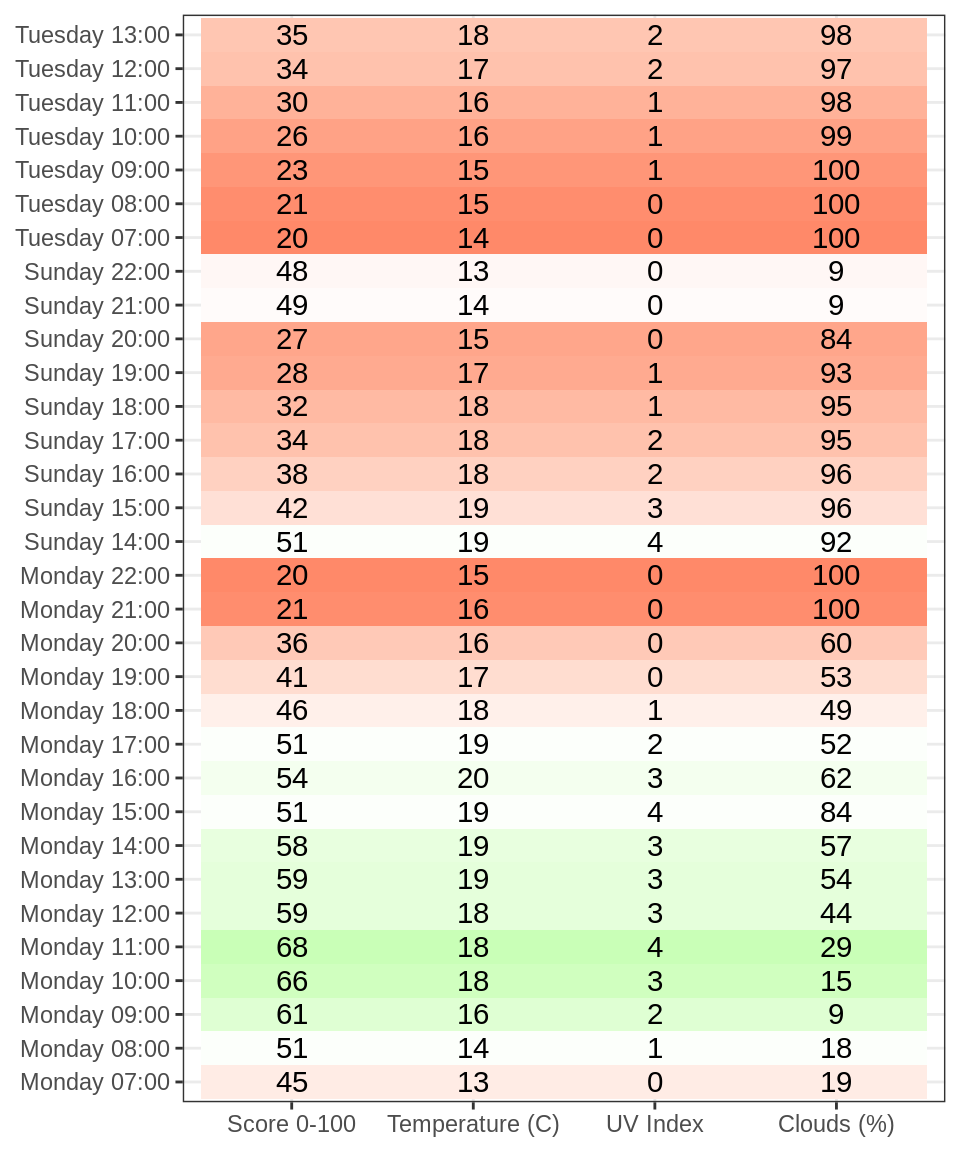 Tuesday 13:00 35 18 2 98
Tuesday 12:00 34 17 2 97
Tuesday 11:00 30 16 1 98
Tuesday 10:00 26 16 1 99
Tuesday 09:00 23 15 1 100
Tuesday 08:00 21 15 0 100
Tuesday 07:00 20 14 0 100
Sunday 22:00 48 13 0 9
Sunday 21:00 49 14 0 9
Sunday 20:00 27 15 0 84
Sunday 19:00 28 17 1 93
Sunday 18:00 32 18 1 95
Sunday 17:00 34 18 2 95
Sunday 16:00 38 18 2 96
Sunday 15:00 42 19 3 96
Sunday 14:00 51 19 4 92
Monday 22:00 20 15 0 100
Monday 21:00 21 16 0 100
Monday 20:00 36 16 0 60
Monday 19:00 41 17 0 53
Monday 18:00 46 18 1 49
Monday 17:00 51 19 2 52
Monday 16:00 54 20 3 62
Monday 15:00 51 19 4 84
Monday 14:00 58 19 3 57
Monday 13:00 59 19 3 54
Monday 12:00 59 18 3 44
Monday 11:00 68 18 4 29
Monday 10:00 66 18 3 15
Monday 09:00 61 16 2 9
Monday 08:00 51 14 1 18
Monday 07:00 45 13 0 19
Score 0-100 Temperature (C) UV Index Clouds (%)